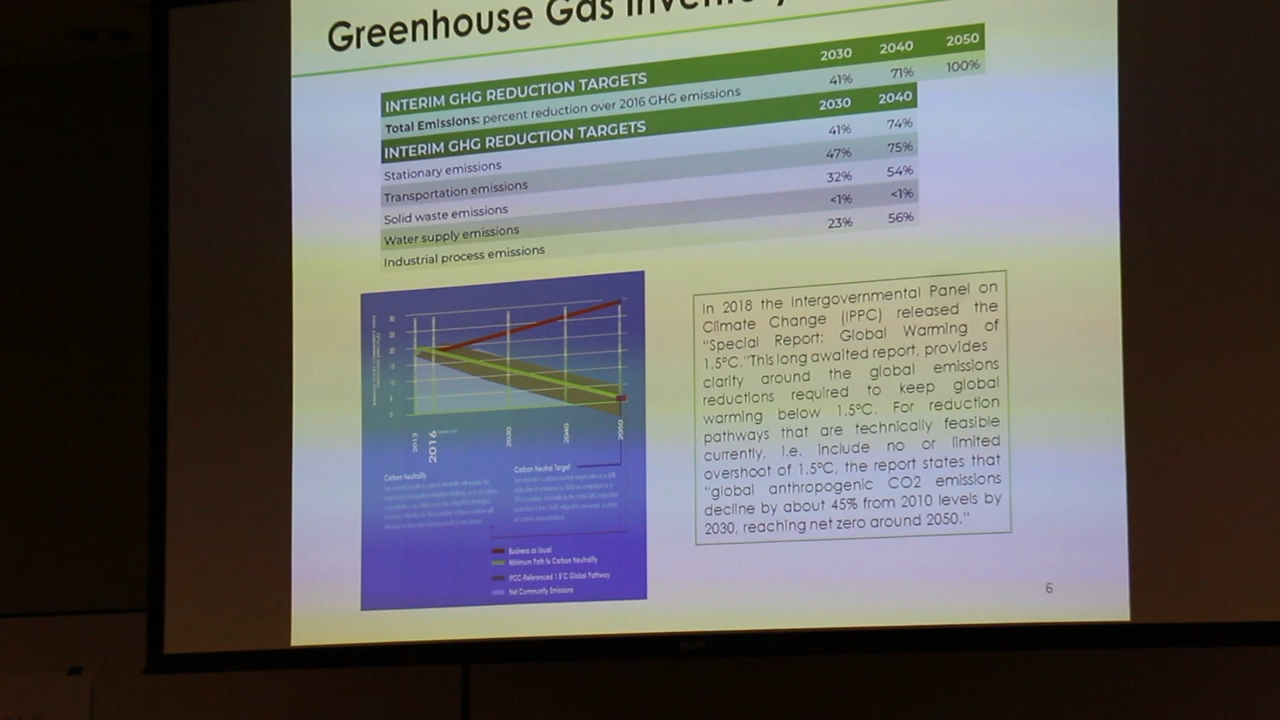 Greenhouse Gas Inventory
INTERIM GHG REDUCTION TARGETS 2030 2040 2050
Total Emissions: percent reduction over 2016 GHG emissions 41% 71% 100%
INTERIM GHG REDUCTION TARGETS 2030 2040
Stationary emissions 41% 74%
Transportation emissions 47% 75%
Solid waste emissions 32% 54%
Water supply emissions <1% <1%
Industrial process emissions 23% 56%
In 2018 the Intergovernmental Panel on
Climate Change (IPPC) released the
"Special Report: Global Warming of
1.5°C."This long awaited report, provides
clarity around the global emissions
reductions required to keep global
warming below 1.5°C. For reduction
pathways that are technically feasible
currently, i.e. include no or limited
overshoot of 1.5°C, the report states that
"global anthropogenic CO2 emissions
decline by about 45% from 2010 levels by
2030, reaching net zero around 2050."
2013 2016 2030 2040 2050
Carbon Neutrality
Carbon Neutral Target
Business as Usual
Minimum Path to Carbon Neutrality
IPCC-Referenced 1.5°C Global Pathway
Net Community Emissions
6